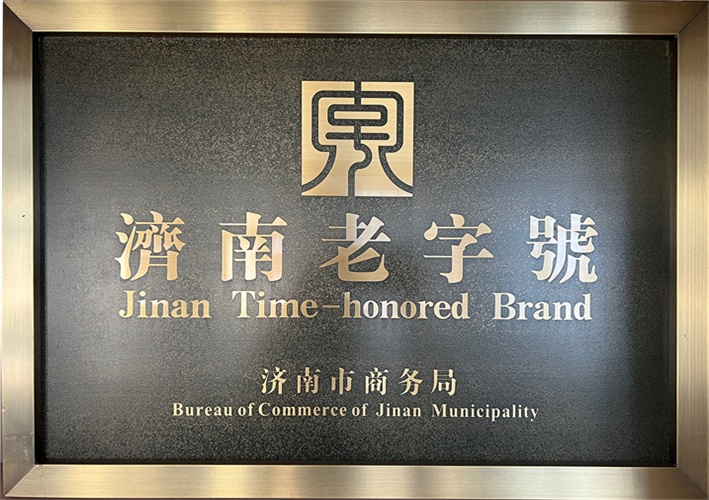 濟南老字號
Jinan Time-honored Brand
济南市商务局
Bureau of Commerce of Jinan Municipality